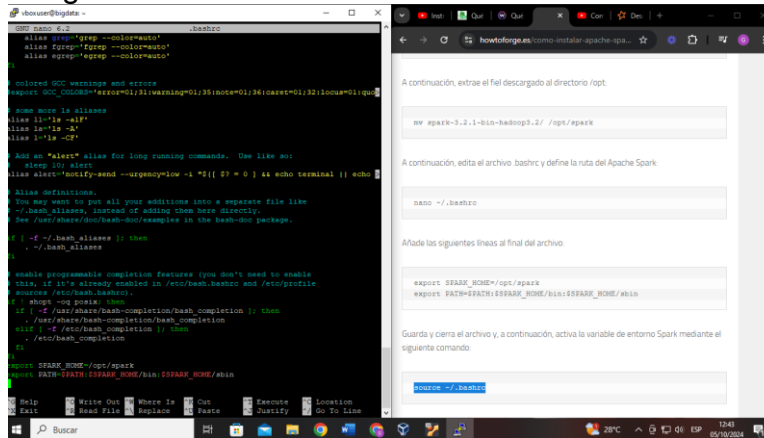 vboxuser@bigdata: ~
GNU nano 6.2 .bashrc
alias grep='grep --color=auto'
alias fgrep='fgrep --color=auto'
alias egrep='egrep --color=auto'
fi
# colored GCC warnings and errors
#export GCC_COLORS='error=01;31:warning=01;35:note=01;36:caret=01;32:locus=01:quo
# some more ls aliases
alias ll='ls -alF'
alias la='ls -A'
alias l='ls -CF'
# Add an "alert" alias for long running commands. Use like so:
# sleep 10; alert
alias alert='notify-send --urgency=low -i "$([ $? = 0 ] && echo terminal || echo
# Alias definitions.
# You may want to put all your additions into a separate file like
# ~/.bash_aliases, instead of adding them here directly.
# See /usr/share/doc/bash-doc/examples in the bash-doc package.
if [ -f ~/.bash_aliases ]; then
. ~/.bash_aliases
fi
# enable programmable completion features (you don't need to enable
# this, if it's already enabled in /etc/bash.bashrc and /etc/profile
# sources /etc/bash.bashrc).
if ! shopt -oq posix; then
if [ -f /usr/share/bash-completion/bash_completion ]; then
. /usr/share/bash-completion/bash_completion
elif [ -f /etc/bash_completion ]; then
. /etc/bash_completion
fi
fi
export SPARK_HOME=/opt/spark
export PATH=$PATH:$SPARK_HOME/bin:$SPARK_HOME/sbin
^G Help ^O Write Out ^W Where Is ^K Cut ^T Execute ^C Location
^X Exit ^R Read File ^\ Replace ^U Paste ^J Justify ^/ Go To Line
Insti
Que
Que
Con
Des
howtoforge.es/como-instalar-apache-spa...
A continuación, extrae el fiel descargado al directorio /opt:
mv spark-3.2.1-bin-hadoop3.2/ /opt/spark
A continuación, edita el archivo .bashrc y define la ruta del Apache Spark:
nano ~/.bashrc
Añade las siguientes líneas al final del archivo:
export SPARK_HOME=/opt/spark
export PATH=$PATH:$SPARK_HOME/bin:$SPARK_HOME/sbin
Guarda y cierra el archivo y, a continuación, activa la variable de entorno Spark mediante el
siguiente comando:
source ~/.bashrc
Buscar
28°C
ESP
12:43
05/10/2024